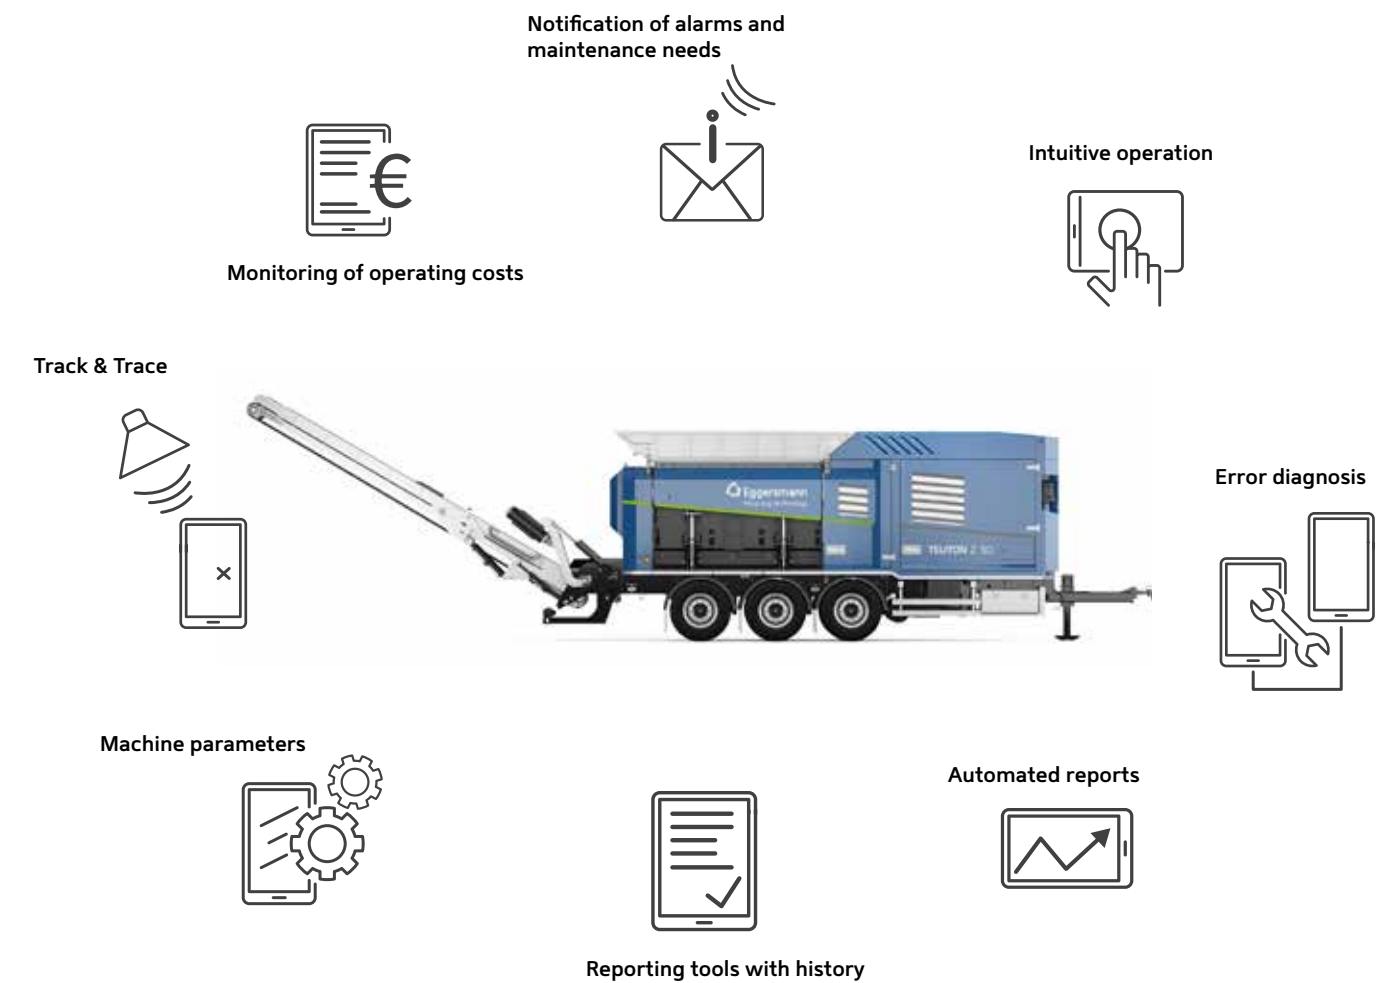 Notification of alarms and
maintenance needs
Intuitive operation
€
Monitoring of operating costs
Track & Trace
Error diagnosis
Eggersmann
TEUTON Z 50
Machine parameters
Automated reports
Reporting tools with history